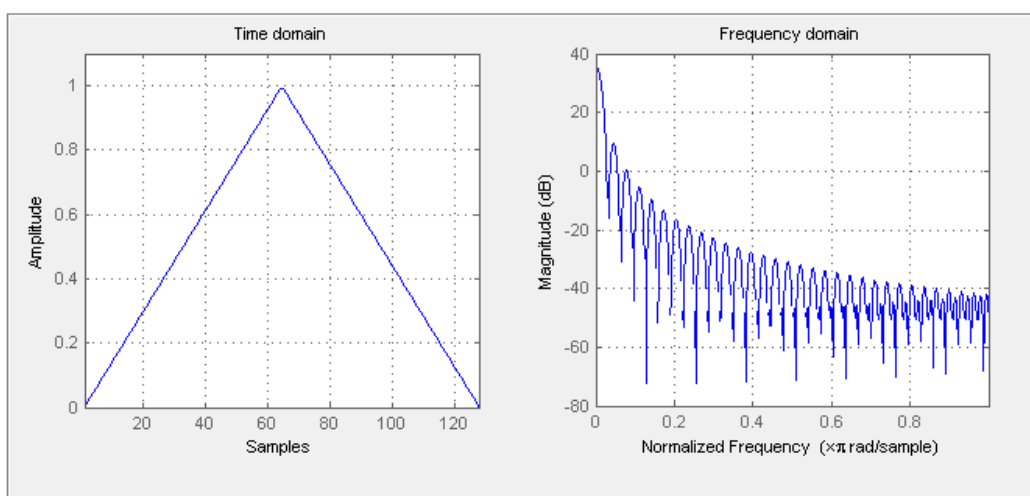 Time domain
Amplitude
1
0.8
0.6
0.4
0.2
0
20 40 60 80 100 120
Samples
Frequency domain
Magnitude (dB)
40
20
0
-20
-40
-60
-80
0 0.2 0.4 0.6 0.8
Normalized Frequency (×π rad/sample)